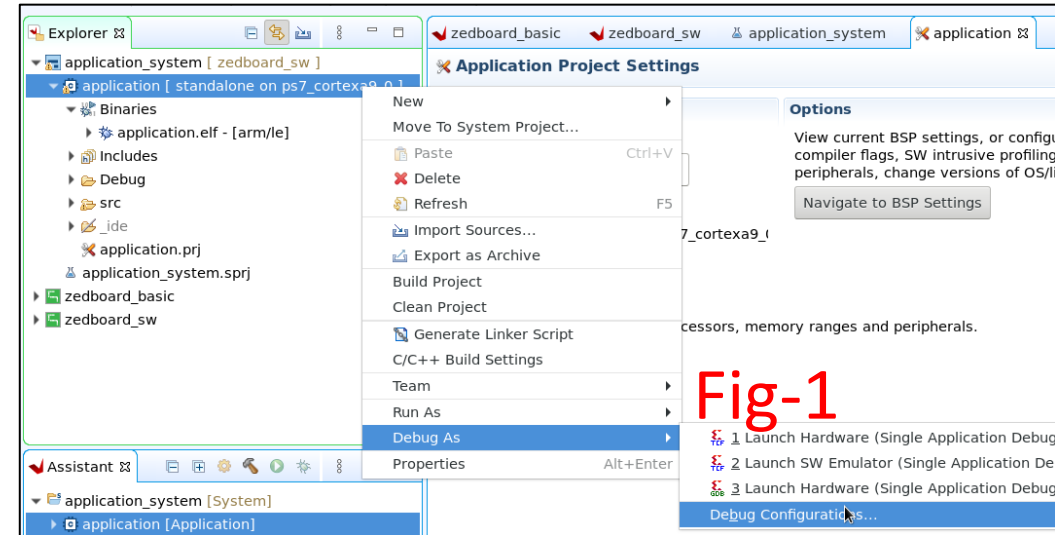 Explorer
zedboard_basic
zedboard_sw
application_system
application
application_system [ zedboard_sw ]
application [ standalone on ps7_cortexa9_0 ]
Binaries
application.elf - [arm/le]
Includes
Debug
src
_ide
application.prj
application_system.sprj
zedboard_basic
zedboard_sw
Application Project Settings
Options
View current BSP settings, or configu
compiler flags, SW intrusive profiling
peripherals, change versions of OS/li
Navigate to BSP Settings
7_cortexa9_(
cessors, memory ranges and peripherals.
New
Move To System Project...
Paste Ctrl+V
Delete
Refresh F5
Import Sources...
Export as Archive
Build Project
Clean Project
Generate Linker Script
C/C++ Build Settings
Team
Run As
Debug As
Properties Alt+Enter
Fig-1
1 Launch Hardware (Single Application Debug
2 Launch SW Emulator (Single Application De
3 Launch Hardware (Single Application Debug
Debug Configurations...
Assistant
application_system [System]
application [Application]